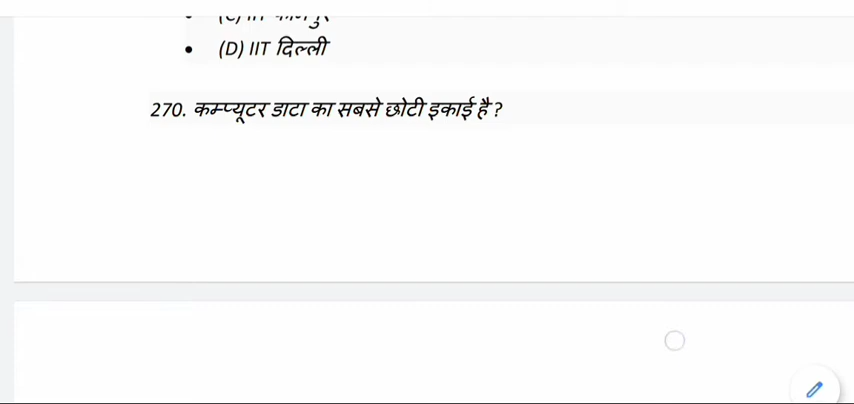 (D) IIT दिल्ली
270. कम्प्यूटर डाटा का सबसे छोटी इकाई है ?